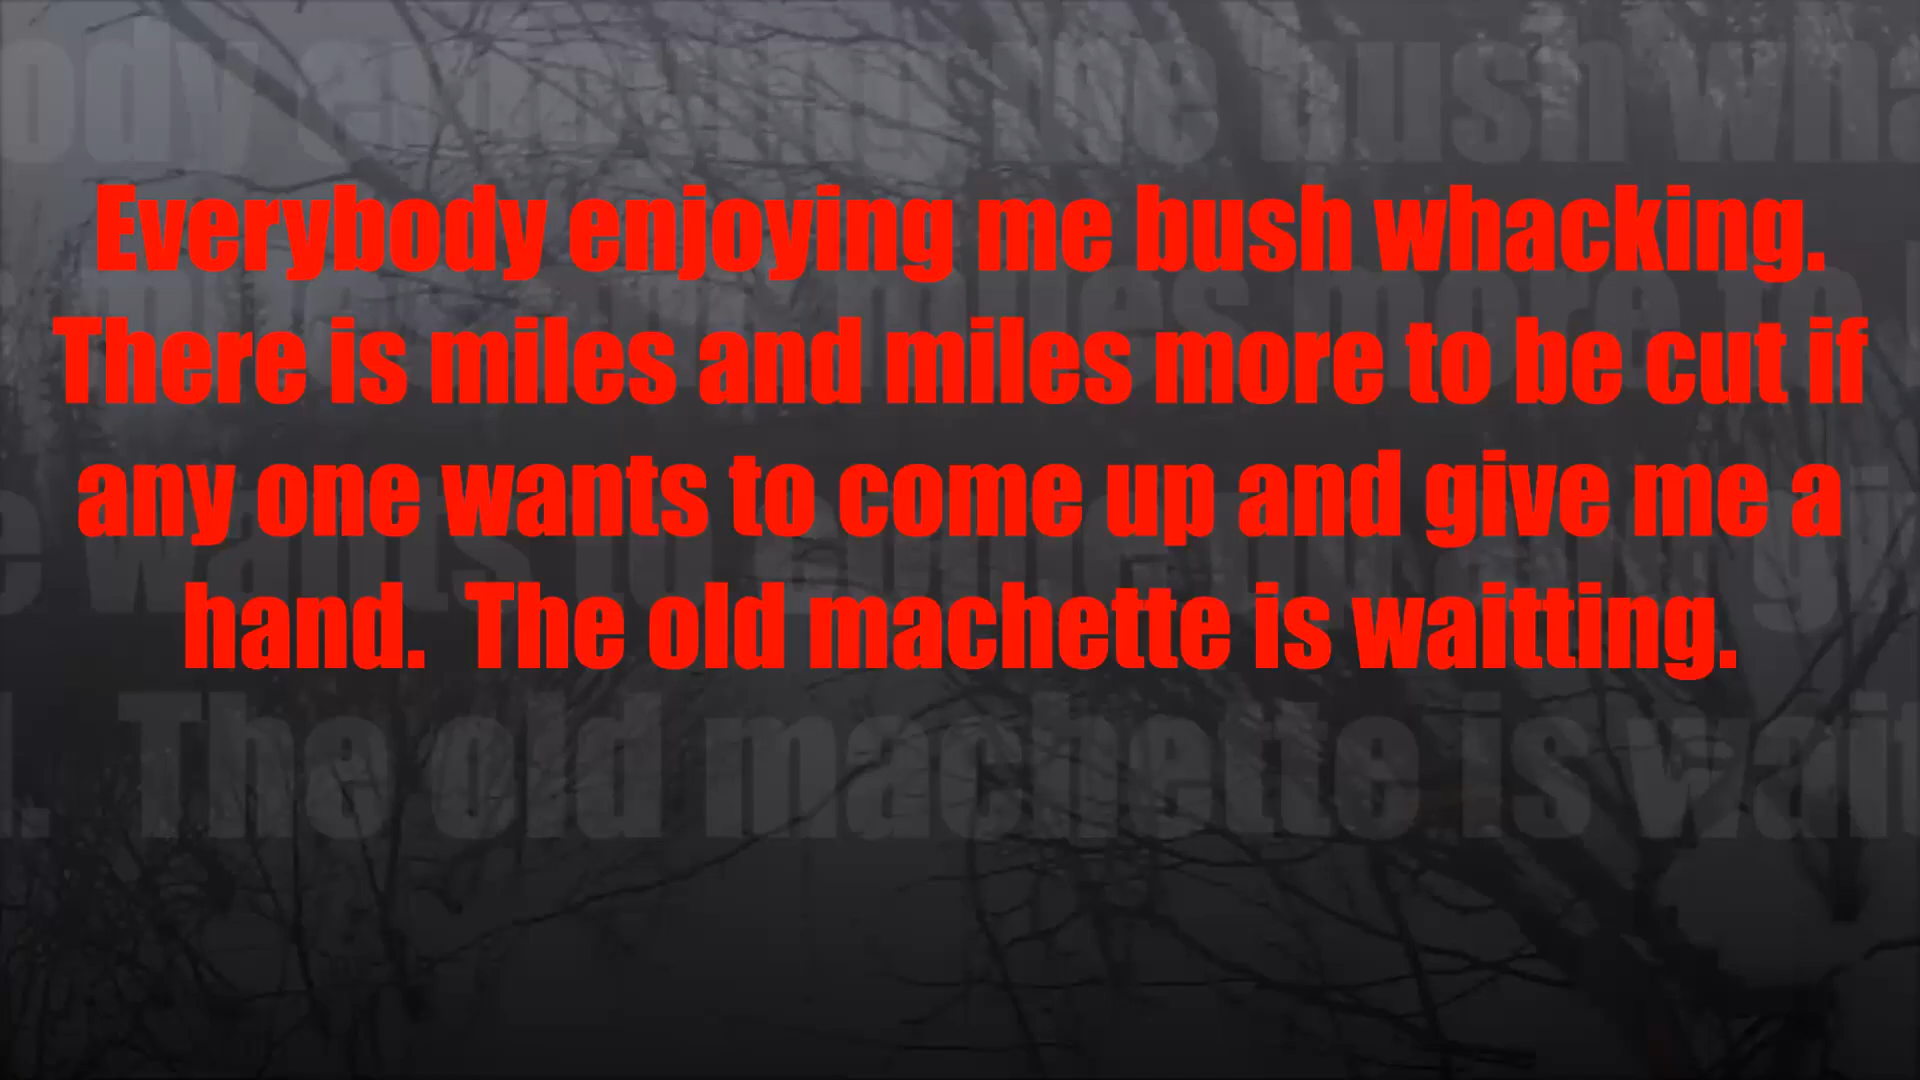 Everybody enjoying me bush whacking.
There is miles and miles more to be cut if
any one wants to come up and give me a
hand.  The old machette is waitting.